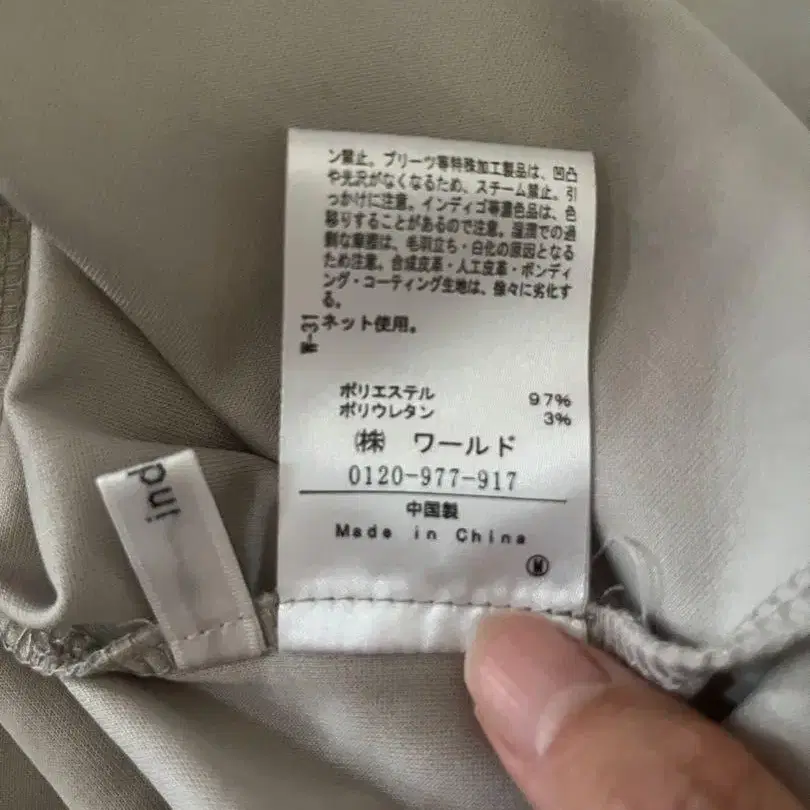 ン禁止。プリーツ等特殊加工製品は、凹凸
や光沢がなくなるため、スチーム禁止。引
っかけに注意。インディゴ等濃色品は、色
移りすることがあるので注意。湿潤での過
剰な摩擦は、毛羽立ち・白化の原因となる
ため注意。合成皮革・人工皮革・ボンディ
ング・コーティング生地は、徐々に劣化す
る。
ネット使用。
ポリエステル 97%
ポリウレタン 3%
㈱ ワールド
0120-977-917
中国製
Made in China
Ⓜ